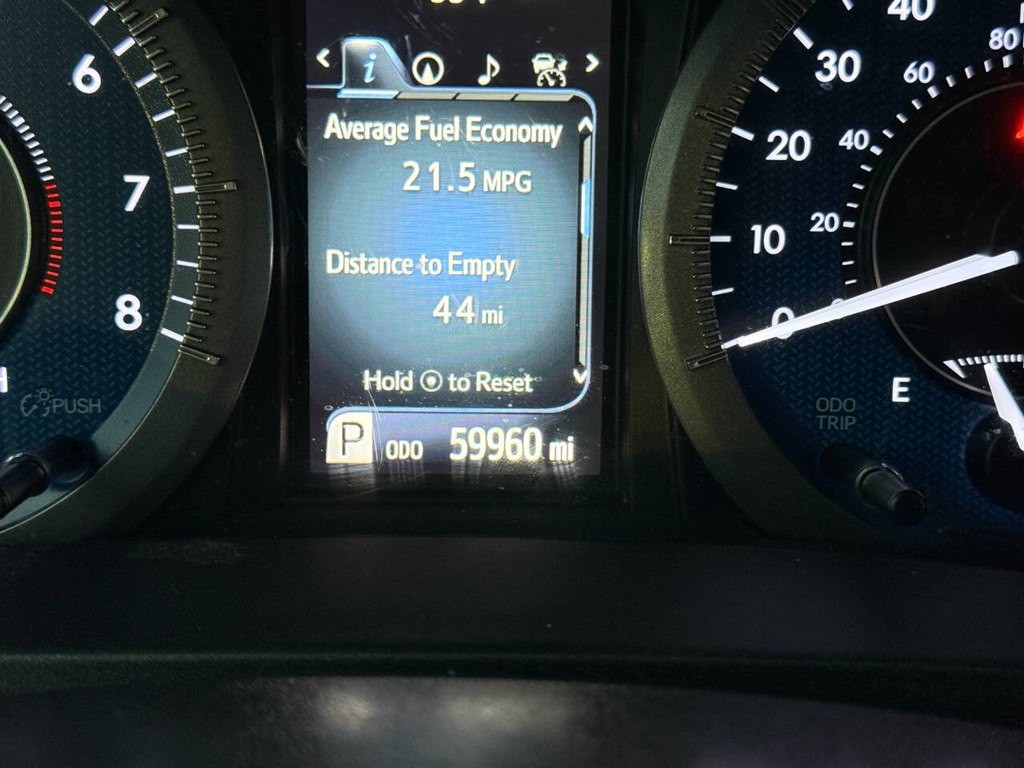 40
6
30
80
60
i
Average Fuel Economy
21.5 MPG
20
40
7
20
10
Distance to Empty
44 mi
8
0
0
Hold to Reset
E
PUSH
ODO
TRIP
P ODO 59960 mi